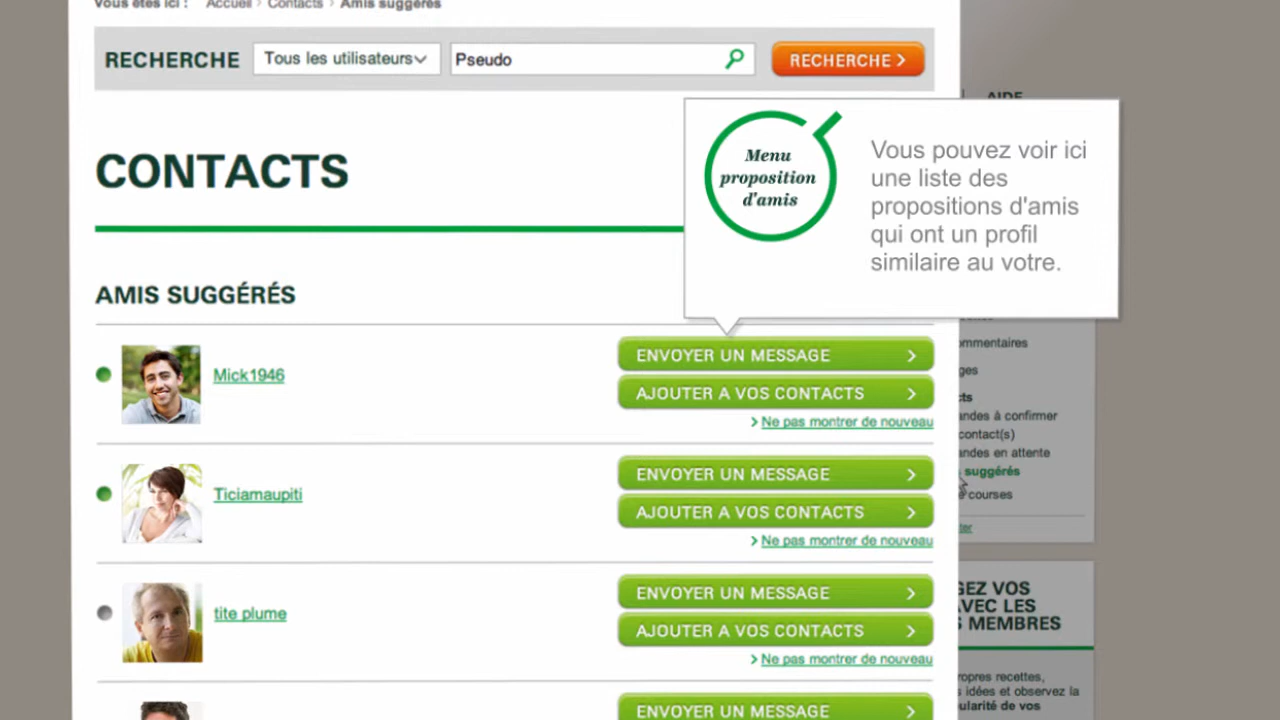 Vous êtes ici : Accueil > Contacts > Amis suggérés
RECHERCHE Tous les utilisateurs Pseudo RECHERCHE >
AIDE
Menu
proposition
d'amis
Vous pouvez voir ici
une liste des
propositions d'amis
qui ont un profil
similaire au votre.
CONTACTS
AMIS SUGGÉRÉS
Mick1946
ENVOYER UN MESSAGE >
AJOUTER A VOS CONTACTS >
> Ne pas montrer de nouveau
Ticiamaupiti
ENVOYER UN MESSAGE >
AJOUTER A VOS CONTACTS >
> Ne pas montrer de nouveau
tite plume
ENVOYER UN MESSAGE >
AJOUTER A VOS CONTACTS >
> Ne pas montrer de nouveau
ENVOYER UN MESSAGE >
mmentaires
ges
cts
andes à confirmer
contact(s)
andes en attente
suggérés
courses
ter
GEZ VOS
AVEC LES
S MEMBRES
ropres recettes,
s idées et observez la
ularité de vos